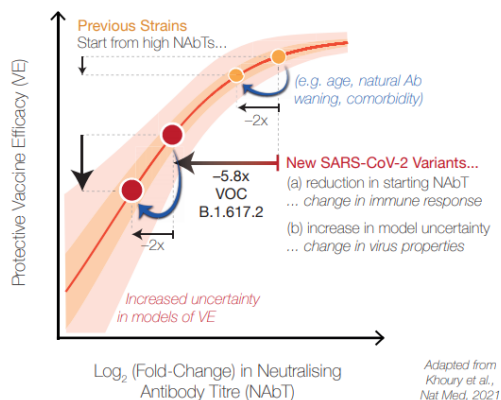 Previous Strains
Start from high NAbTs...
(e.g. age, natural Ab
waning, comorbidity)
–2x
New SARS-CoV-2 Variants...
–5.8x
VOC
B.1.617.2
(a) reduction in starting NAbT
... change in immune response
(b) increase in model uncertainty
... change in virus properties
–2x
Increased uncertainty
in models of VE
Protective Vaccine Efficacy (VE)
Log₂ (Fold-Change) in Neutralising
Antibody Titre (NAbT)
Adapted from
Khoury et al.,
Nat Med, 2021